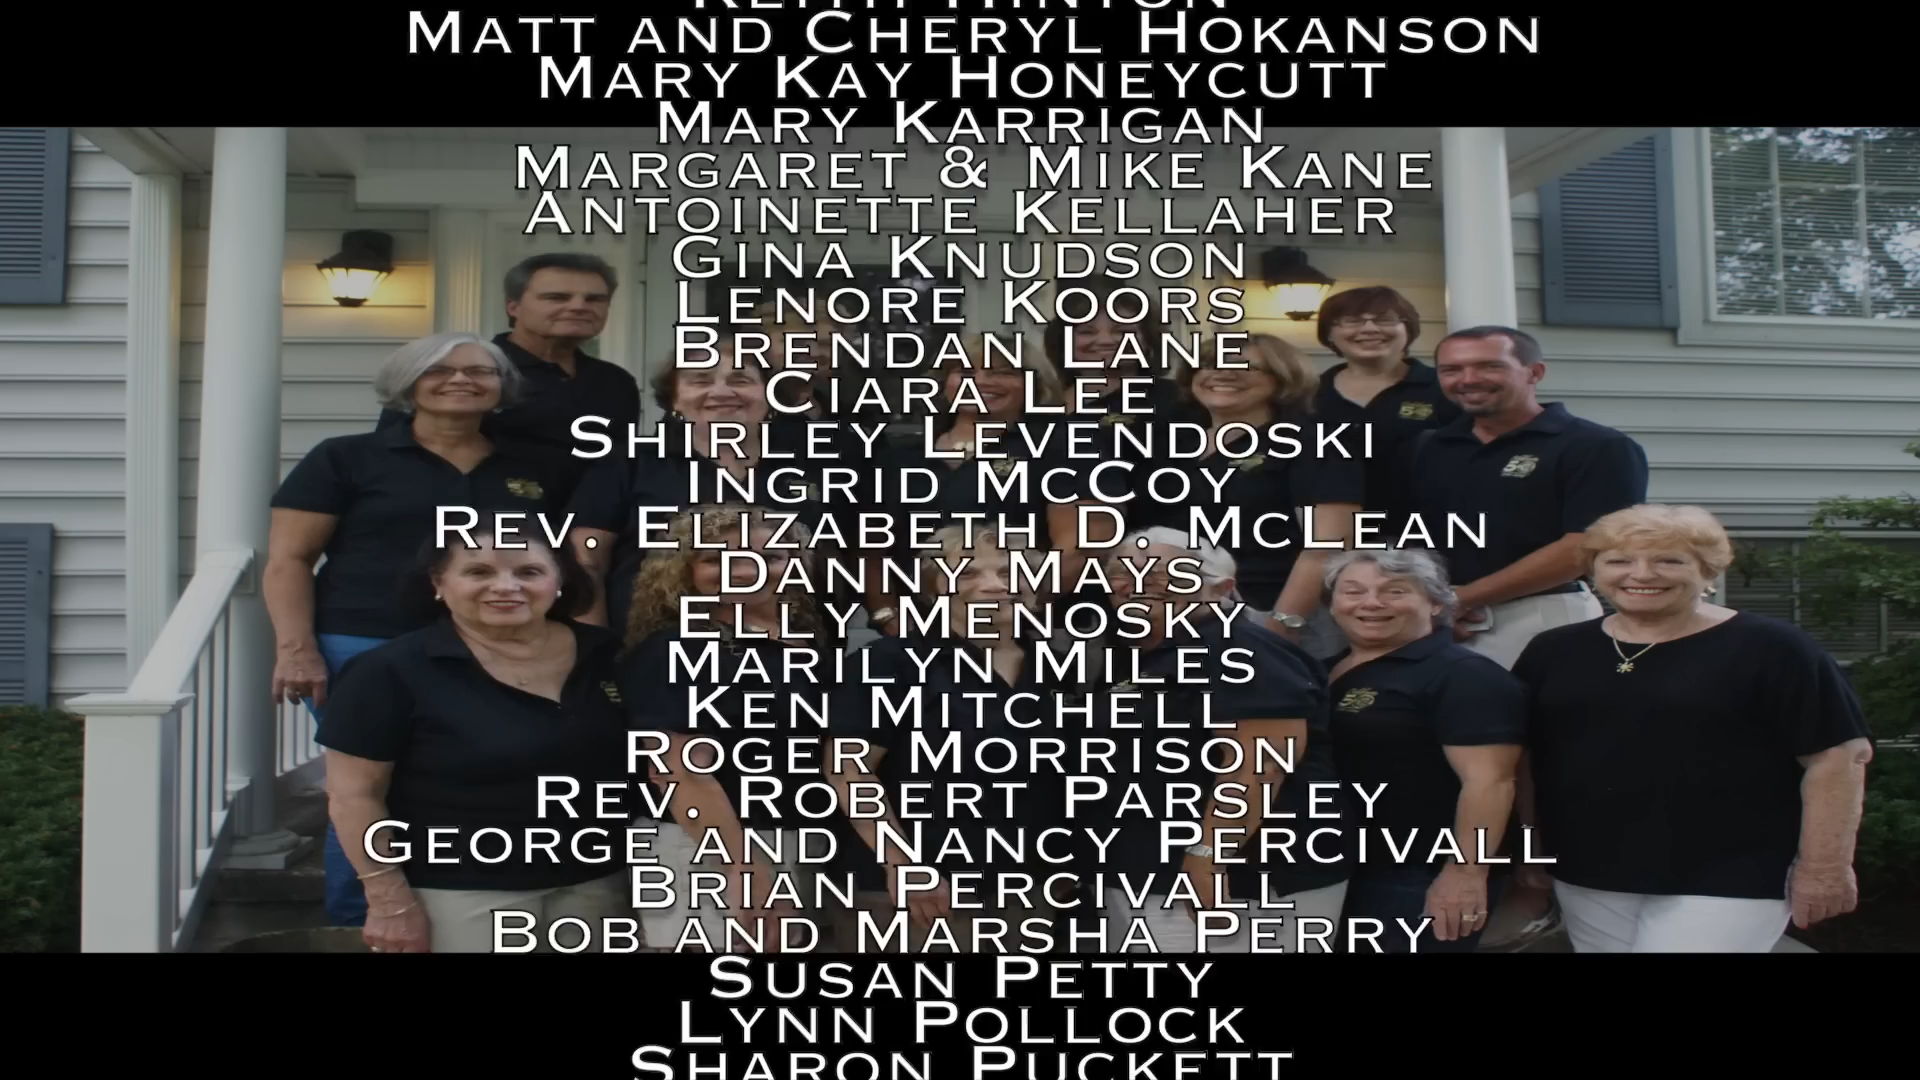 Keith Hinton
Matt and Cheryl Hokanson
Mary Kay Honeycutt
Mary Karrigan
Margaret & Mike Kane
Antoinette Kellaher
Gina Knudson
Lenore Koors
Brendan Lane
Ciara Lee
Shirley Levendoski
Ingrid McCoy
Rev. Elizabeth D. McLean
Danny Mays
Elly Menosky
Marilyn Miles
Ken Mitchell
Roger Morrison
Rev. Robert Parsley
George and Nancy Percivall
Brian Percivall
Bob and Marsha Perry
Susan Petty
Lynn Pollock
Sharon Puckett